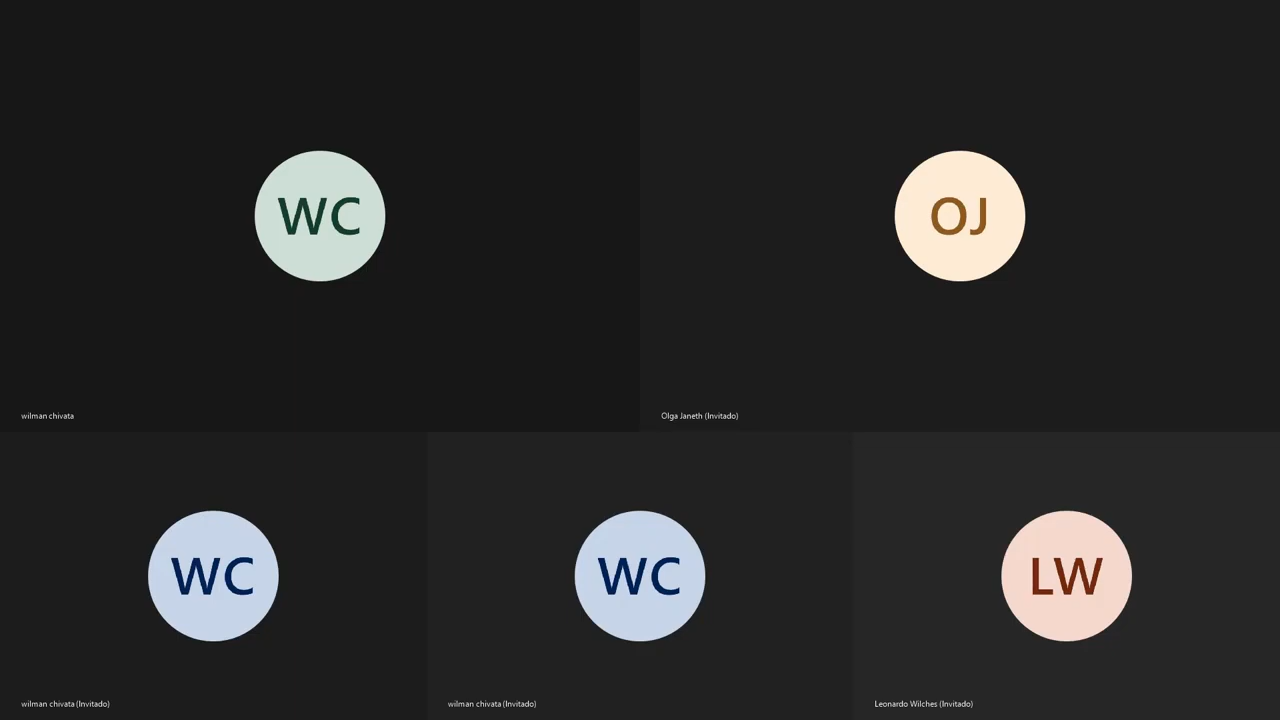 WC
OJ
wilman chivata
Olga Janeth (Invitado)
WC
WC
LW
wilman chivata (Invitado)
wilman chivata (Invitado)
Leonardo Wilches (Invitado)